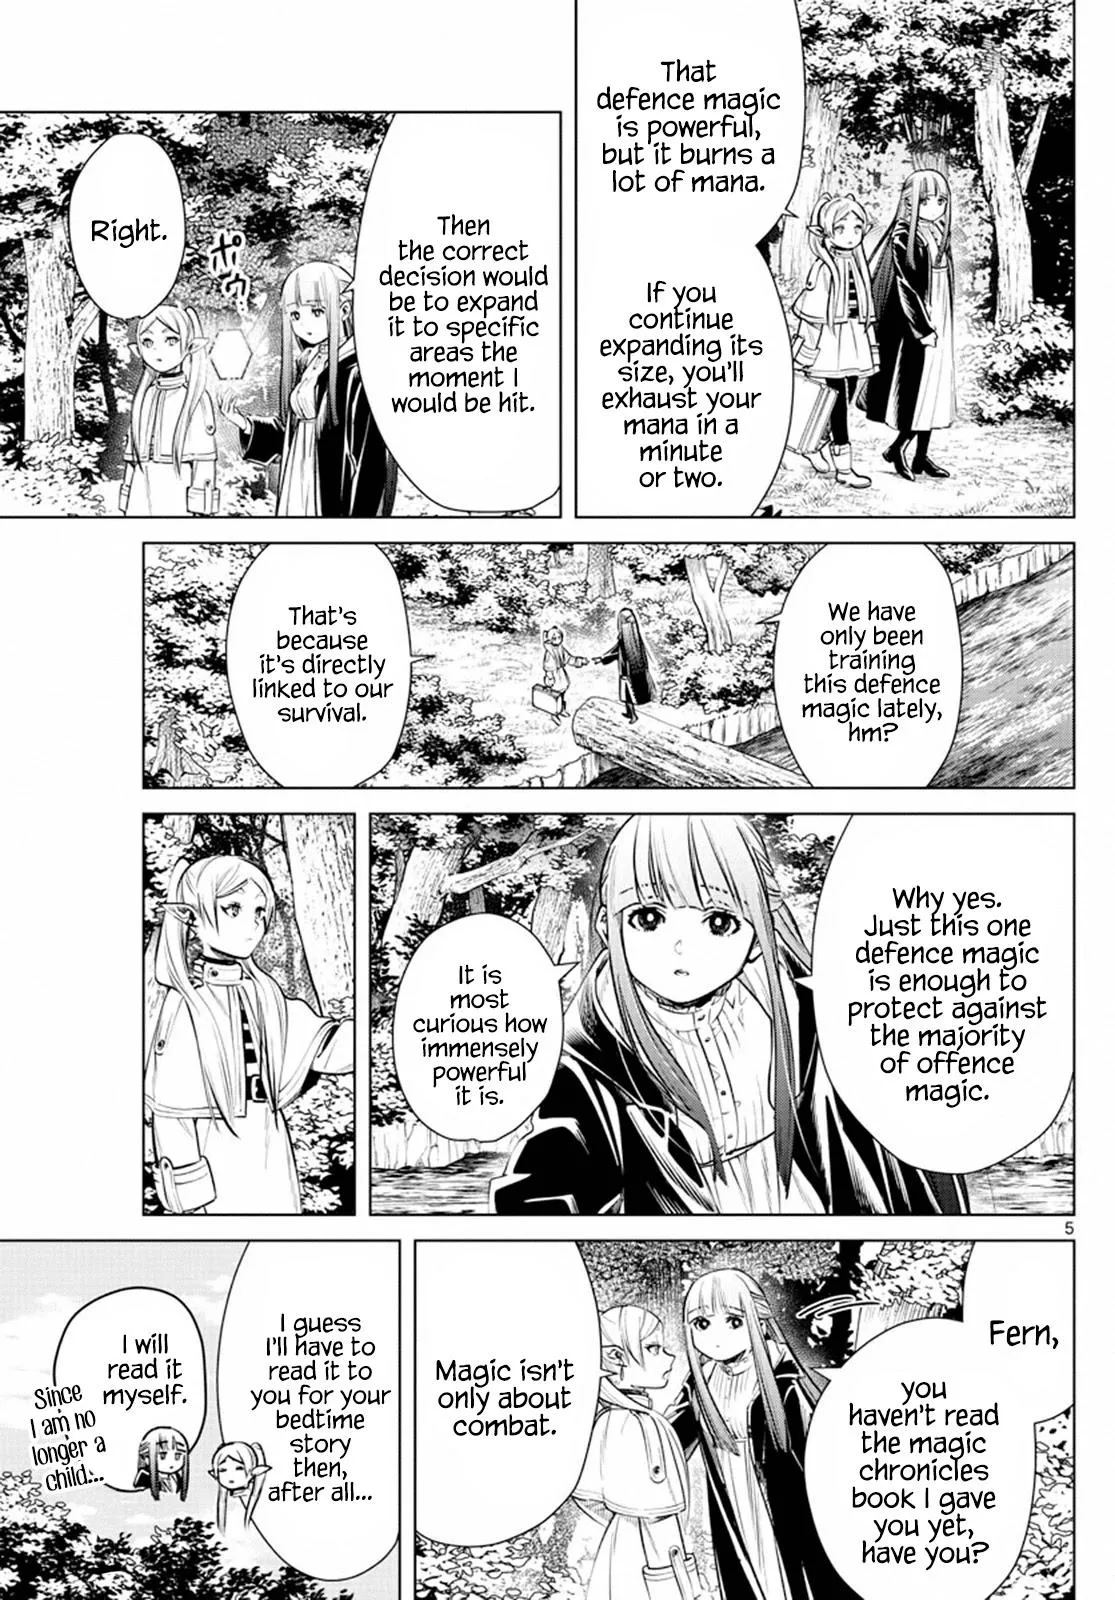 That
defence magic
is powerful,
but it burns a
lot of mana.
If you
continue
expanding its
size, you'll
exhaust your
mana in a
minute
or two.
Then
the correct
decision would
be to expand
it to specific
areas the
moment I
would be hit.
ポウ
Right.
We have
only been
training
this defence
magic lately,
hm?
That's
because
it's directly
linked to our
survival.
Why yes.
Just this one
defence magic
is enough to
protect against
the majority
of offence
magic.
It is
most
curious how
immensely
powerful
it is.
5
Fern,
you
haven't read
the magic
chronicles
book I gave
you yet,
have you?
Magic isn't
only about
combat.
I guess
I'll have to
read it to
you for your
bedtime
story
then,
after all...
I will
read it
myself.
Since
I am no
longer a
child...